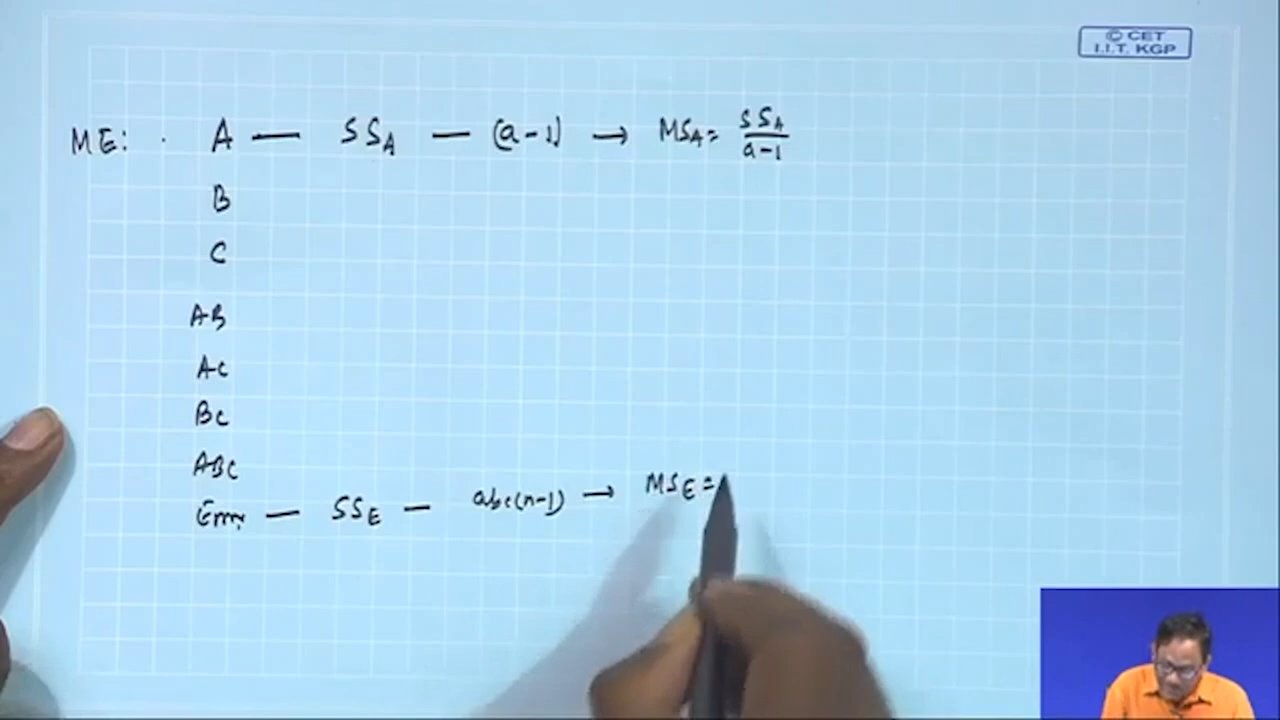 © CET
I.I.T. KGP
ME: . A — SSA — (a-1) → MSA = SSA/a-1
B
C
AB
AC
BC
ABC
Error — SSE — abc(n-1) → MSE =